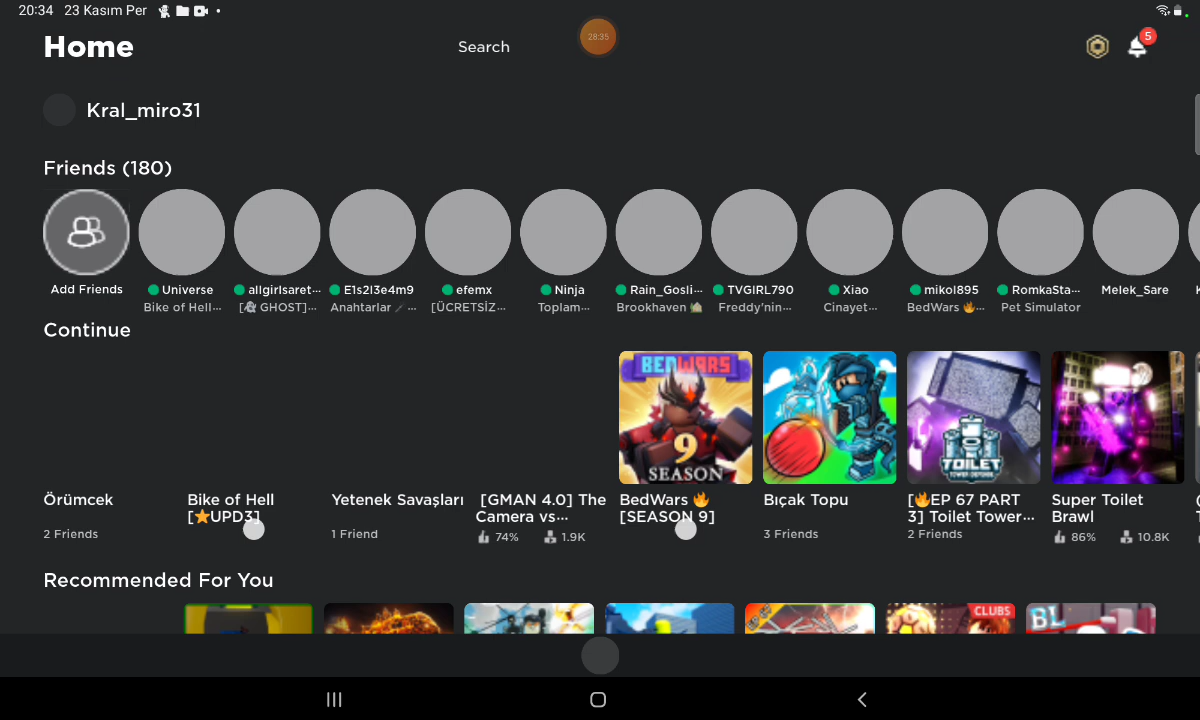 20:34 23 Kasım Per
Home
Search
28:35
5
Kral_miro31
Friends (180)
Add Friends
Universe
Bike of Hell...
allgirlsaret...
[👻 GHOST]...
E1s2l3e4m9
Anahtarlar 🗡 ...
efemx
[ÜCRETSİZ...
Ninja
Toplam...
Rain_Gosli...
Brookhaven 🏡
TVGIRL790
Freddy'nin...
Xiao
Cinayet...
mikol895
BedWars 🔥...
RomkaSta...
Pet Simulator
Melek_Sare
Continue
BEDWARS
9
SEASON
TOILET
TOWER DEFENSE
Örümcek
2 Friends
Bike of Hell
[⭐UPD3]
Yetenek Savaşları
1 Friend
[GMAN 4.0] The
Camera vs...
74% 1.9K
BedWars 🔥
[SEASON 9]
Bıçak Topu
3 Friends
[🔥EP 67 PART
3] Toilet Tower...
2 Friends
Super Toilet
Brawl
86% 10.8K
Recommended For You
CLUBS
BL